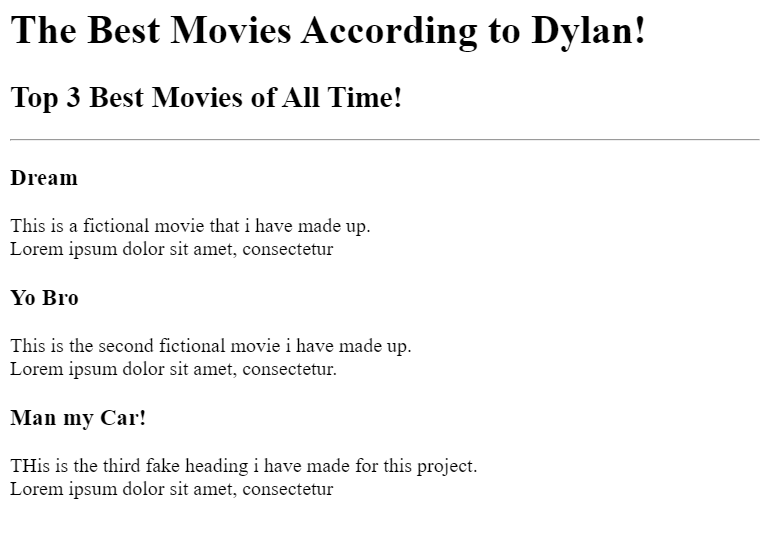 The Best Movies According to Dylan!
Top 3 Best Movies of All Time!
Dream
This is a fictional movie that i have made up.
Lorem ipsum dolor sit amet, consectetur
Yo Bro
This is the second fictional movie i have made up.
Lorem ipsum dolor sit amet, consectetur.
Man my Car!
THis is the third fake heading i have made for this project.
Lorem ipsum dolor sit amet, consectetur